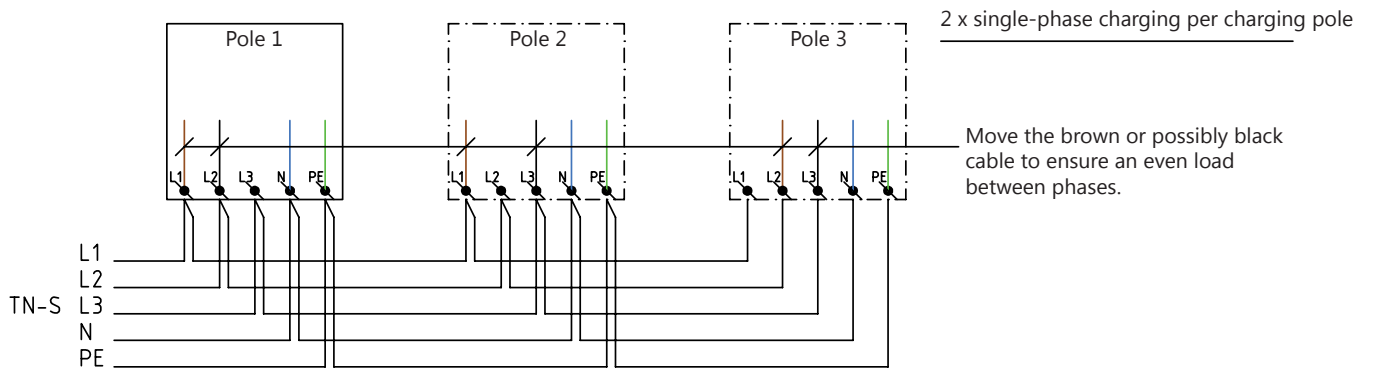 2 x single-phase charging per charging pole
Pole 1 Pole 2 Pole 3
Move the brown or possibly black
cable to ensure an even load
between phases.
L1 L2 L3 N PE L1 L2 L3 N PE L1 L2 L3 N PE
L1
L2
TN-S L3
N
PE